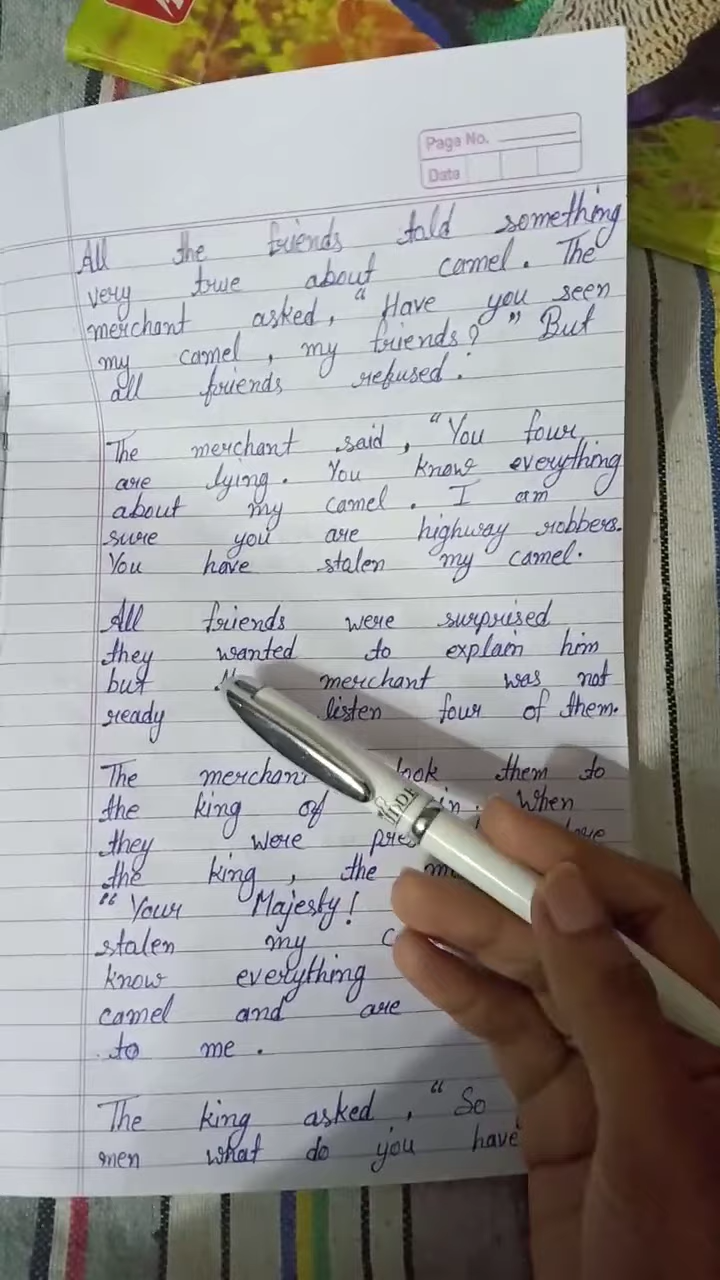 Page No.
Date
All the friends told something
very true about camel. The
merchant asked, "Have you seen
my camel, my friends?" But
all friends refused.
The merchant said, "You four
are lying. You know everything
about my camel. I am
sure you are highway robbers.
You have stalen my camel.
All friends were surprised
they wanted to explain him
but merchant was not
ready listen four of them.
The merchant took them to
the king of When
they were
the king, the
"Your Majesty!
stalen my
know everything
camel and are
to me.
The king asked, "So
men what do you have